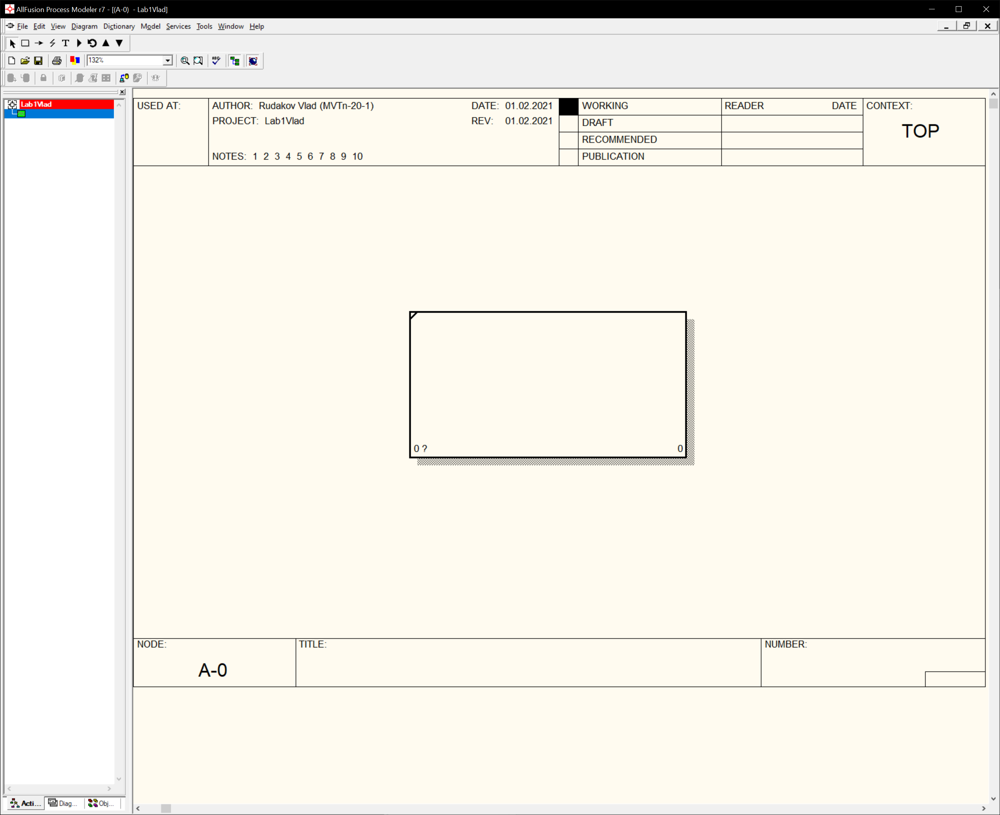 AllFusion Process Modeler r7 - [(A-0) - Lab1Vlad]
File Edit View Diagram Dictionary Model Services Tools Window Help
T
132%
ABC
Lab1Vlad
USED AT:
AUTHOR: Rudakov Vlad (MVTn-20-1)
DATE: 01.02.2021
PROJECT: Lab1Vlad
REV: 01.02.2021
NOTES: 1 2 3 4 5 6 7 8 9 10
WORKING
DRAFT
RECOMMENDED
PUBLICATION
READER DATE
CONTEXT:
TOP
0 ? 0
NODE:
A-0
TITLE:
NUMBER:
Acti... Diag... Obj...